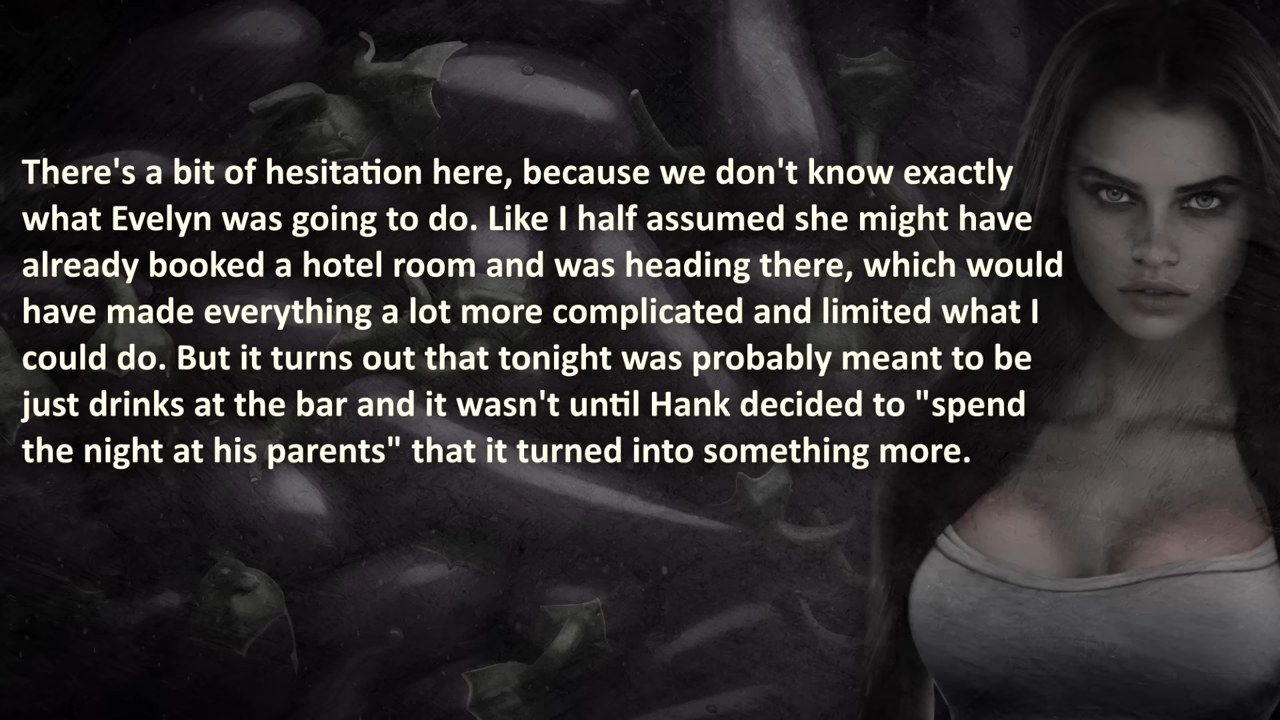 There's a bit of hesitation here, because we don't know exactly
what Evelyn was going to do. Like I half assumed she might have
already booked a hotel room and was heading there, which would
have made everything a lot more complicated and limited what I
could do. But it turns out that tonight was probably meant to be
just drinks at the bar and it wasn't until Hank decided to "spend
the night at his parents" that it turned into something more.